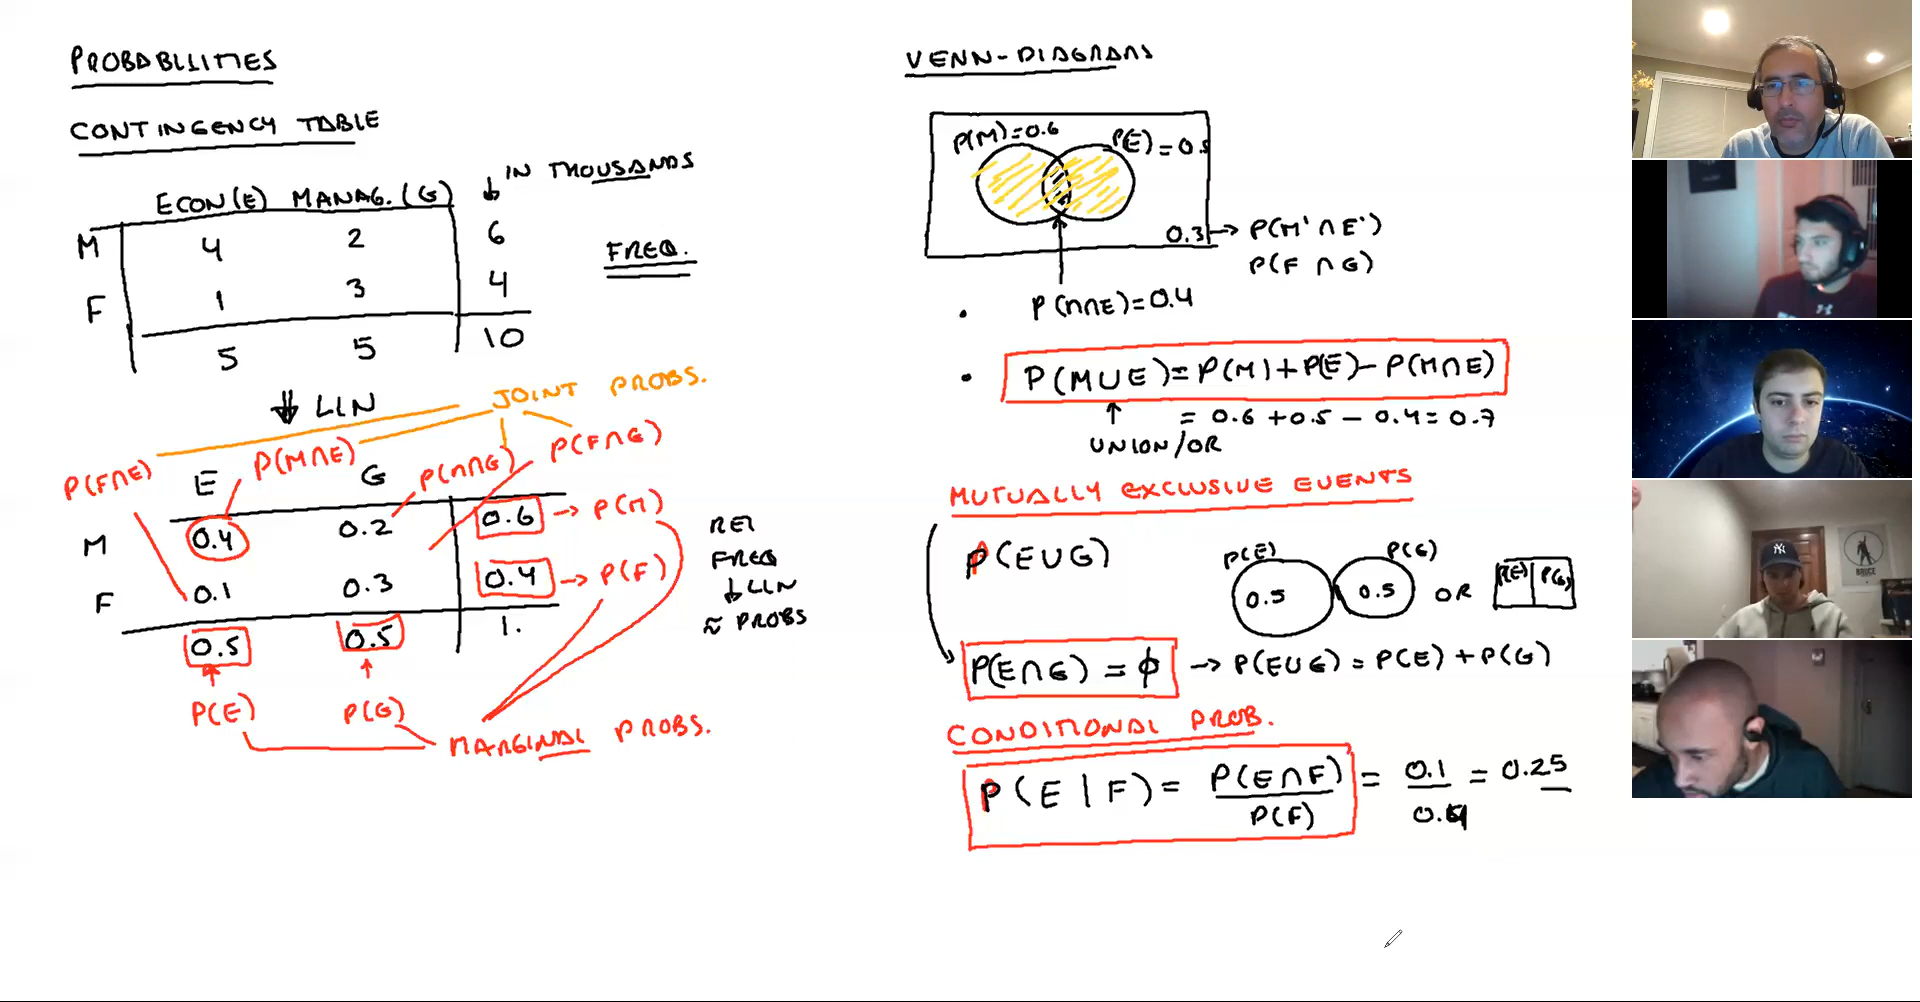 PROBABILITIES
CONTINGENCY TABLE
ECON(E) MANAG.(G)
↓ IN THOUSANDS
M 4 2 6
F 1 3 4
5 5 10
FREQ.
⇓ LLN
JOINT PROBS.
P(F∩E) P(M∩E) P(M∩G) P(F∩G)
E G
M 0.4 0.2 0.6 → P(M)
F 0.1 0.3 0.4 → P(F)
0.5 0.5 1.
P(E) P(G)
MARGINAL PROBS.
REL
FREQ
↓ LLN
≈ PROBS
VENN-DIAGRAMS
P(M)=0.6 P(E)=0.5
0.3 → P(M'∩E')
P(F∩G)
• P(M∩E)=0.4
• P(M∪E)=P(M)+P(E)-P(M∩E)
= 0.6+0.5-0.4=0.7
↑
UNION/OR
MUTUALLY EXCLUSIVE EVENTS
P(E∪G)
P(E) P(G)
0.5 0.5 OR P(E) P(G)
P(E∩G)=ϕ → P(E∪G)=P(E)+P(G)
CONDITIONAL PROB.
P(E|F)= P(E∩F)/P(F) = 0.1/0.4 = 0.25
BRUCE